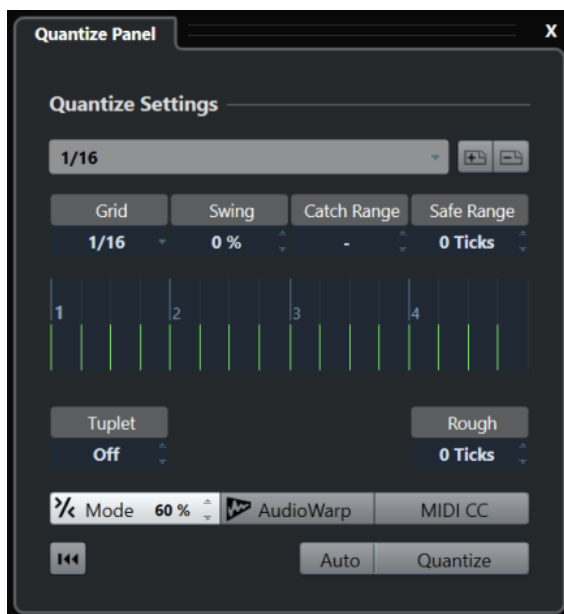 Quantize Panel X
Quantize Settings
1/16
Grid Swing Catch Range Safe Range
1/16 0 % - 0 Ticks
1 2 3 4
Tuplet Rough
Off 0 Ticks
Mode 60 % AudioWarp MIDI CC
Auto Quantize